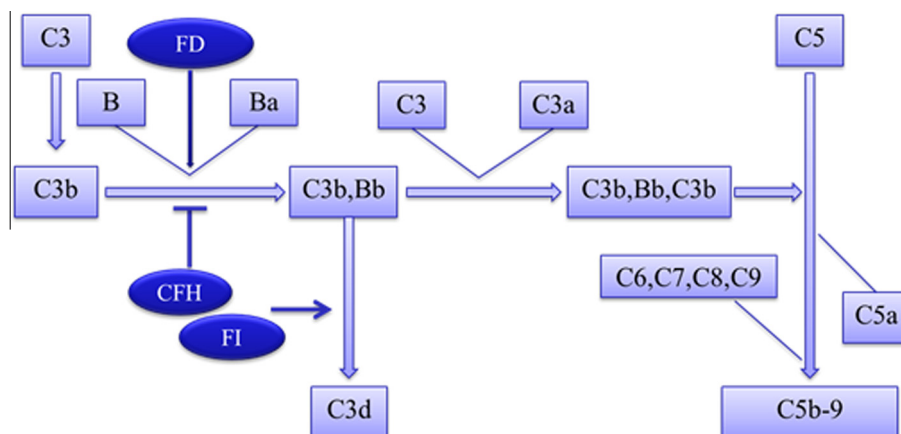 C3
FD
C5
B
Ba
C3
C3a
C3b
C3b,Bb
C3b,Bb,C3b
CFH
FI
C6,C7,C8,C9
C5a
C3d
C5b-9